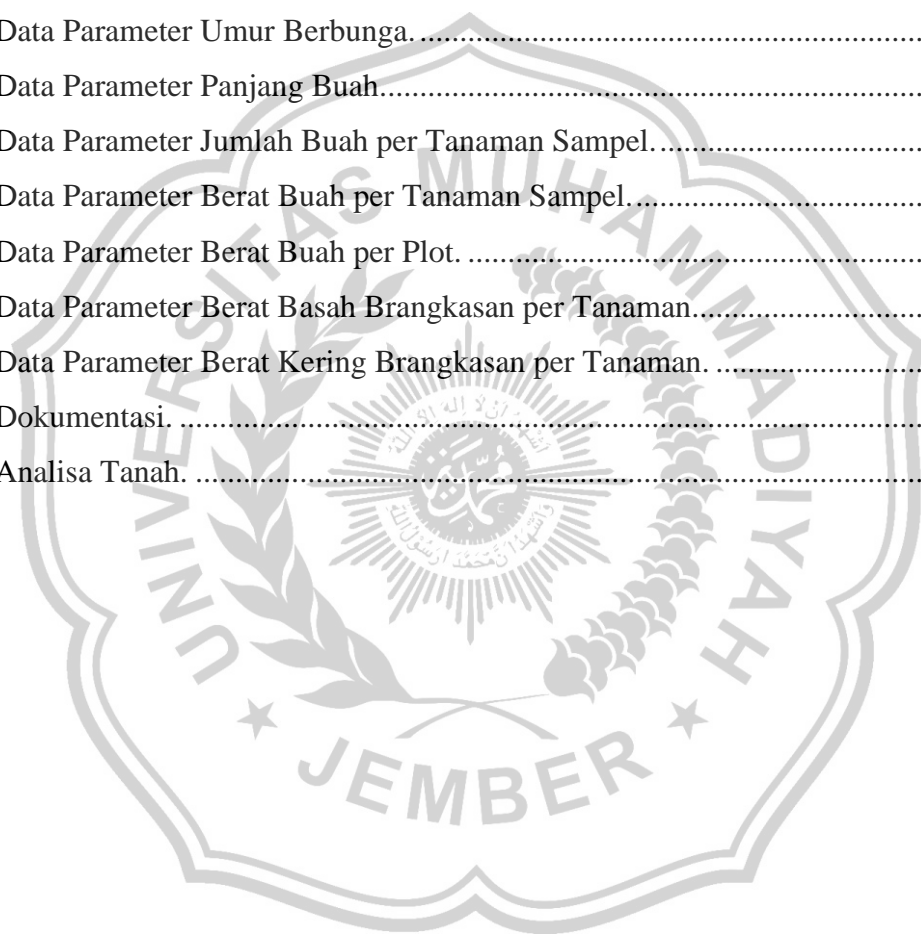 Data Parameter Umur Berbunga. ..........................................................
Data Parameter Panjang Buah...............................................................
Data Parameter Jumlah Buah per Tanaman Sampel. ................................
Data Parameter Berat Buah per Tanaman Sampel. ..................................
Data Parameter Berat Buah per Plot. .....................................................
Data Parameter Berat Basah Brangkasan per Tanaman............................
Data Parameter Berat Kering Brangkasan per Tanaman. .........................
Dokumentasi. ......................................................................................
Analisa Tanah. ....................................................................................
UNIVERSITAS MUHAMMADIYAH
JEMBER